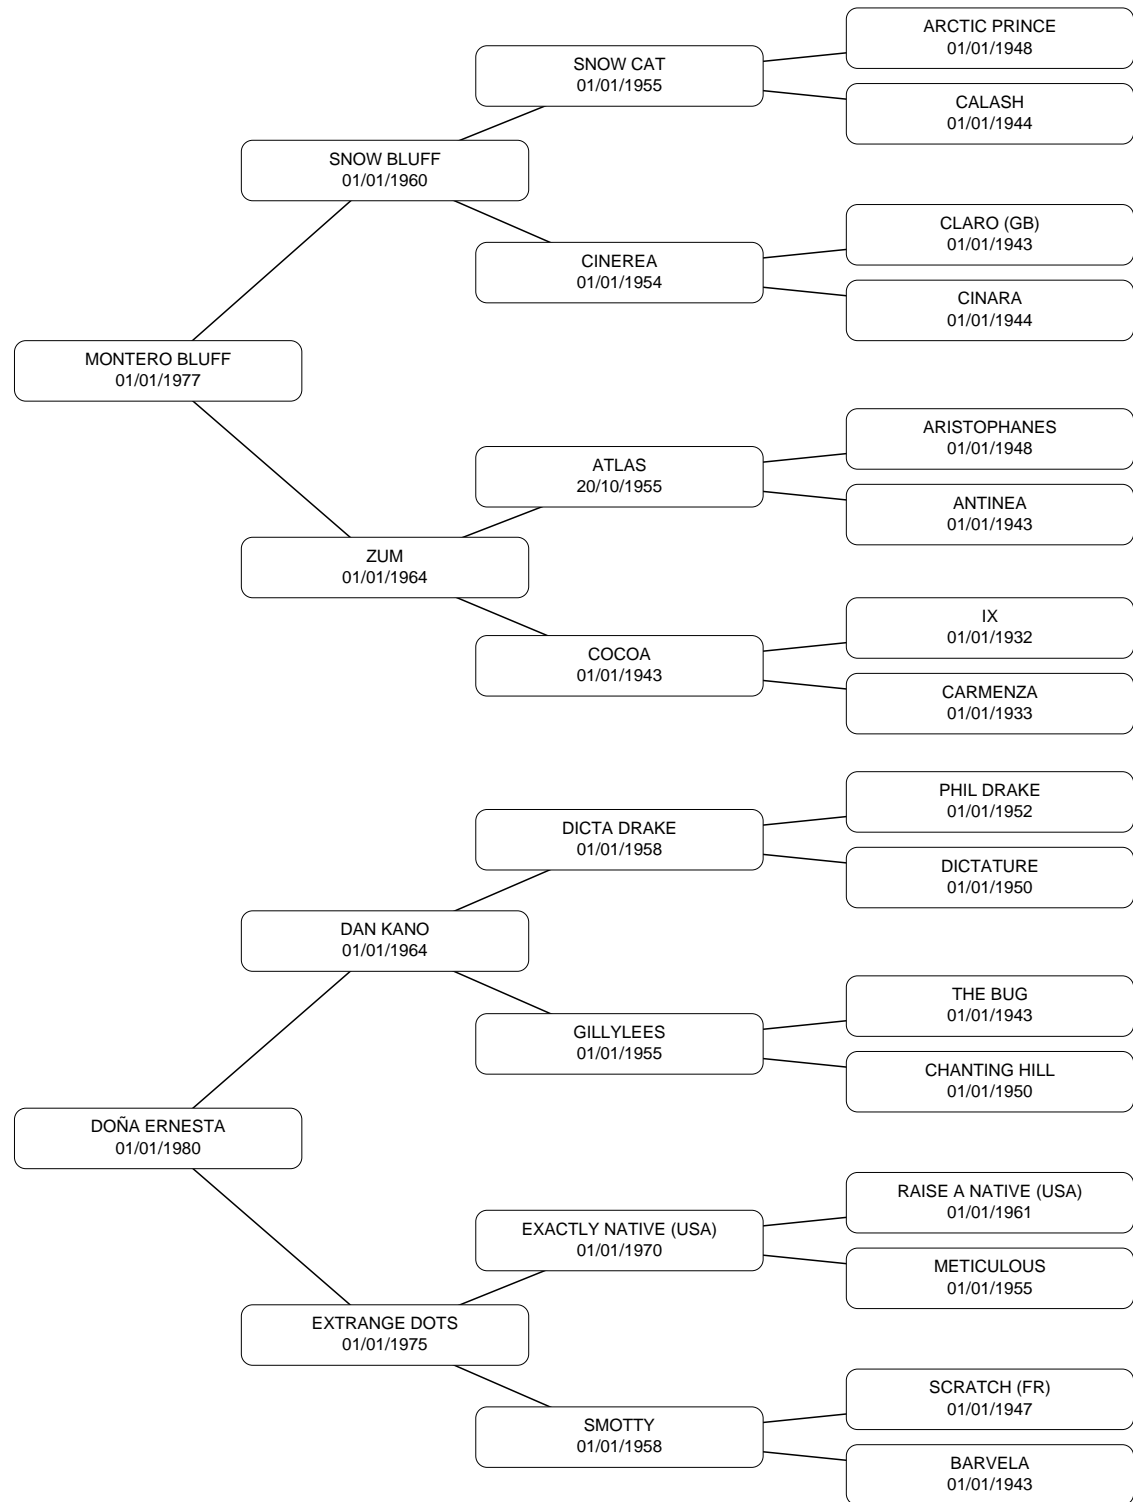 ARCTIC PRINCE
01/01/1948
SNOW CAT
01/01/1955
CALASH
01/01/1944
SNOW BLUFF
01/01/1960
CLARO (GB)
01/01/1943
CINEREA
01/01/1954
CINARA
01/01/1944
MONTERO BLUFF
01/01/1977
ARISTOPHANES
01/01/1948
ATLAS
20/10/1955
ANTINEA
01/01/1943
ZUM
01/01/1964
IX
01/01/1932
COCOA
01/01/1943
CARMENZA
01/01/1933
PHIL DRAKE
01/01/1952
DICTA DRAKE
01/01/1958
DICTATURE
01/01/1950
DAN KANO
01/01/1964
THE BUG
01/01/1943
GILLYLEES
01/01/1955
CHANTING HILL
01/01/1950
DOÑA ERNESTA
01/01/1980
RAISE A NATIVE (USA)
01/01/1961
EXACTLY NATIVE (USA)
01/01/1970
METICULOUS
01/01/1955
EXTRANGE DOTS
01/01/1975
SCRATCH (FR)
01/01/1947
SMOTTY
01/01/1958
BARVELA
01/01/1943